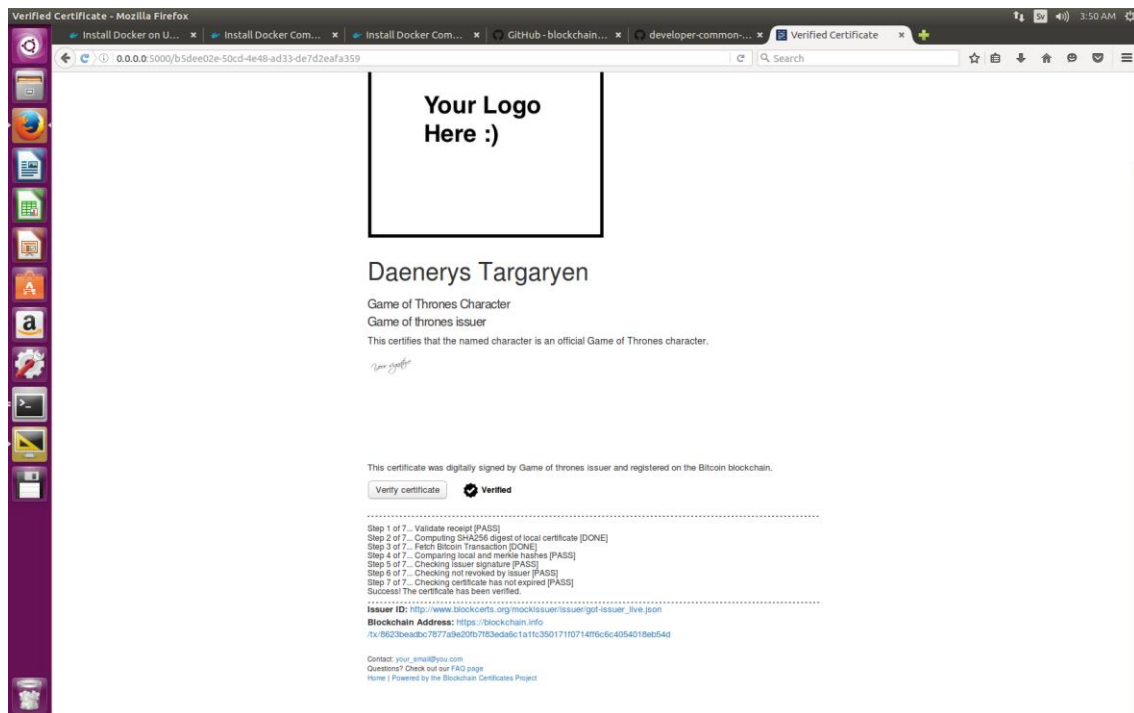 Verified Certificate - Mozilla Firefox
Sv
3:50 AM
Install Docker on U...
Install Docker Com...
Install Docker Com...
GitHub - blockchain...
developer-common-...
Verified Certificate
0.0.0.0:5000/b5dee02e-50cd-4e48-ad33-de7d2eafa359
Search
Your Logo
Here :)
Daenerys Targaryen
Game of Thrones Character
Game of thrones issuer
This certifies that the named character is an official Game of Thrones character.
Your signature
This certificate was digitally signed by Game of thrones issuer and registered on the Bitcoin blockchain.
Verify certificate
Verified
Step 1 of 7... Validate receipt [PASS]
Step 2 of 7... Computing SHA256 digest of local certificate [DONE]
Step 3 of 7... Fetch Bitcoin Transaction [DONE]
Step 4 of 7... Comparing local and merkle hashes [PASS]
Step 5 of 7... Checking issuer signature [PASS]
Step 6 of 7... Checking not revoked by issuer [PASS]
Step 7 of 7... Checking certificate has not expired [PASS]
Success! The certificate has been verified.
Issuer ID: http://www.blockcerts.org/mockissuer/issuer/got-issuer_live.json
Blockchain Address: https://blockchain.info
/tx/8623beadbc7877a9e20fb7f83eda6c1a1fc350171f0714ff6c6c4054018eb54d
Contact: your_email@you.com
Questions? Check out our FAQ page
Home | Powered by the Blockchain Certificates Project